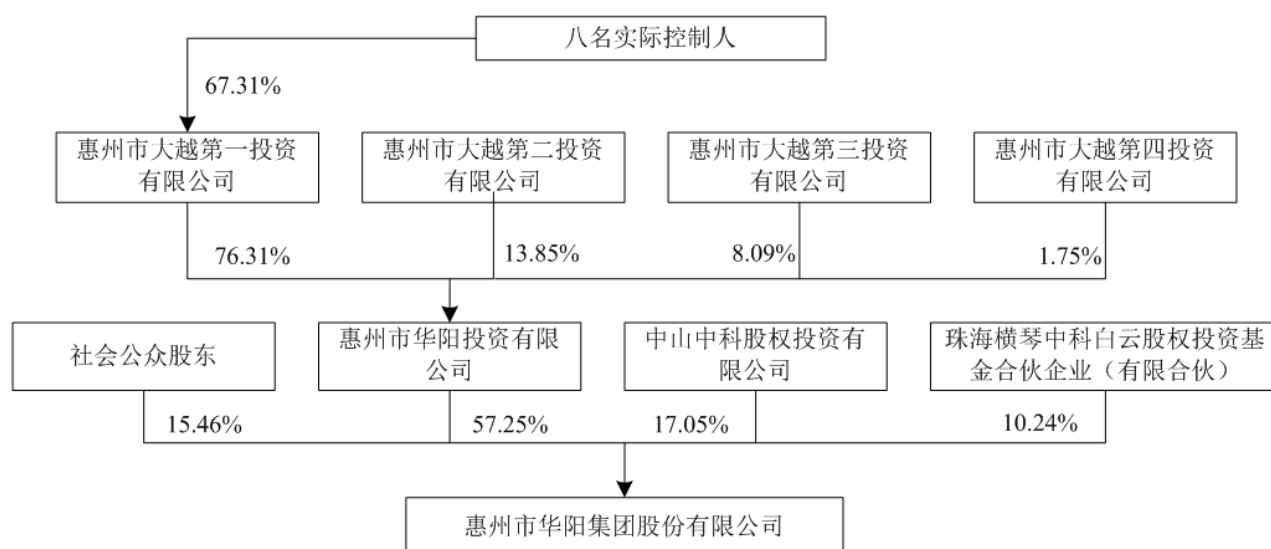 八名实际控制人
67.31%
惠州市大越第一投资
有限公司
惠州市大越第二投资
有限公司
惠州市大越第三投资
有限公司
惠州市大越第四投资
有限公司
76.31%
13.85%
8.09%
1.75%
社会公众股东
惠州市华阳投资有限
公司
中山中科股权投资有
限公司
珠海横琴中科白云股权投资基
金合伙企业（有限合伙）
15.46%
57.25%
17.05%
10.24%
惠州市华阳集团股份有限公司